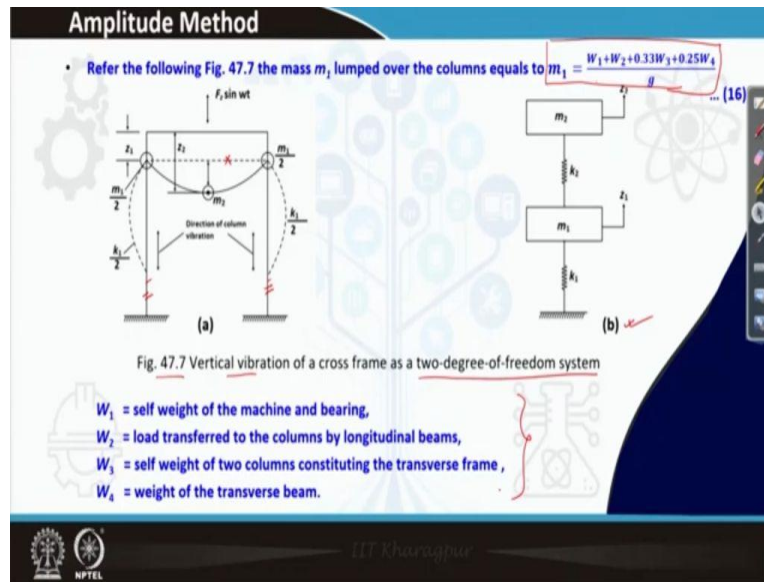 Amplitude Method
• Refer the following Fig. 47.7 the mass m₁ lumped over the columns equals to m₁ = (W₁+W₂+0.33W₃+0.25W₄)/g
... (16)
F, sin wt
z₁
z₂
m₁/2
m₁/2
m₂
Direction of column
vibration
k₁/2
k₁/2
(a)
z₂
m₂
k₂
z₁
m₁
k₁
(b)
Fig. 47.7 Vertical vibration of a cross frame as a two-degree-of-freedom system
W₁ = self weight of the machine and bearing,
W₂ = load transferred to the columns by longitudinal beams,
W₃ = self weight of two columns constituting the transverse frame ,
W₄ = weight of the transverse beam.
IIT Kharagpur
NPTEL